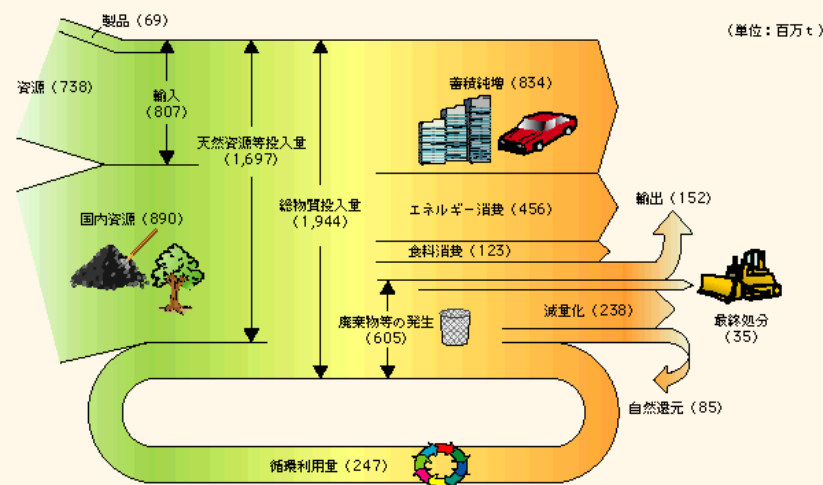 製品(69)
(単位:百万t)
資源(738)
輸入
(807)
蓄積純増(834)
天然資源等投入量
(1,697)
総物質投入量
(1,944)
エネルギー消費(456)
輸出(152)
国内資源(890)
食料消費(123)
廃棄物等の発生
(605)
減量化(238)
最終処分
(35)
自然還元(85)
循環利用量(247)